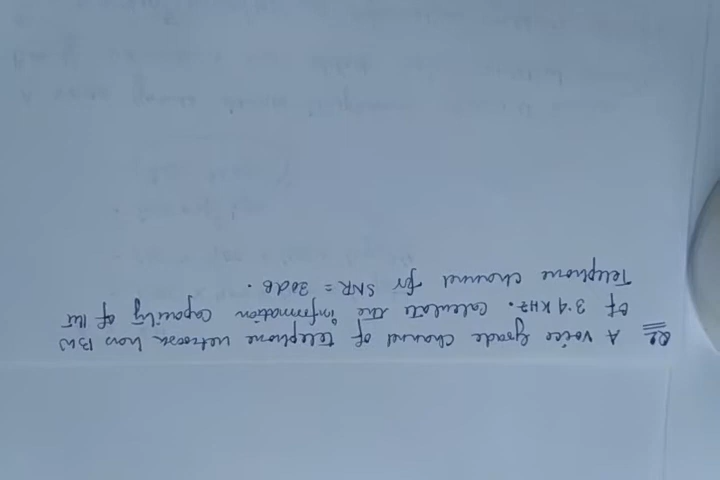 Q2 A voice grade channel of telephone network has BW
of 3.4 KHz. Calculate the information capacity of the
Telephone channel for SNR = 30dB.